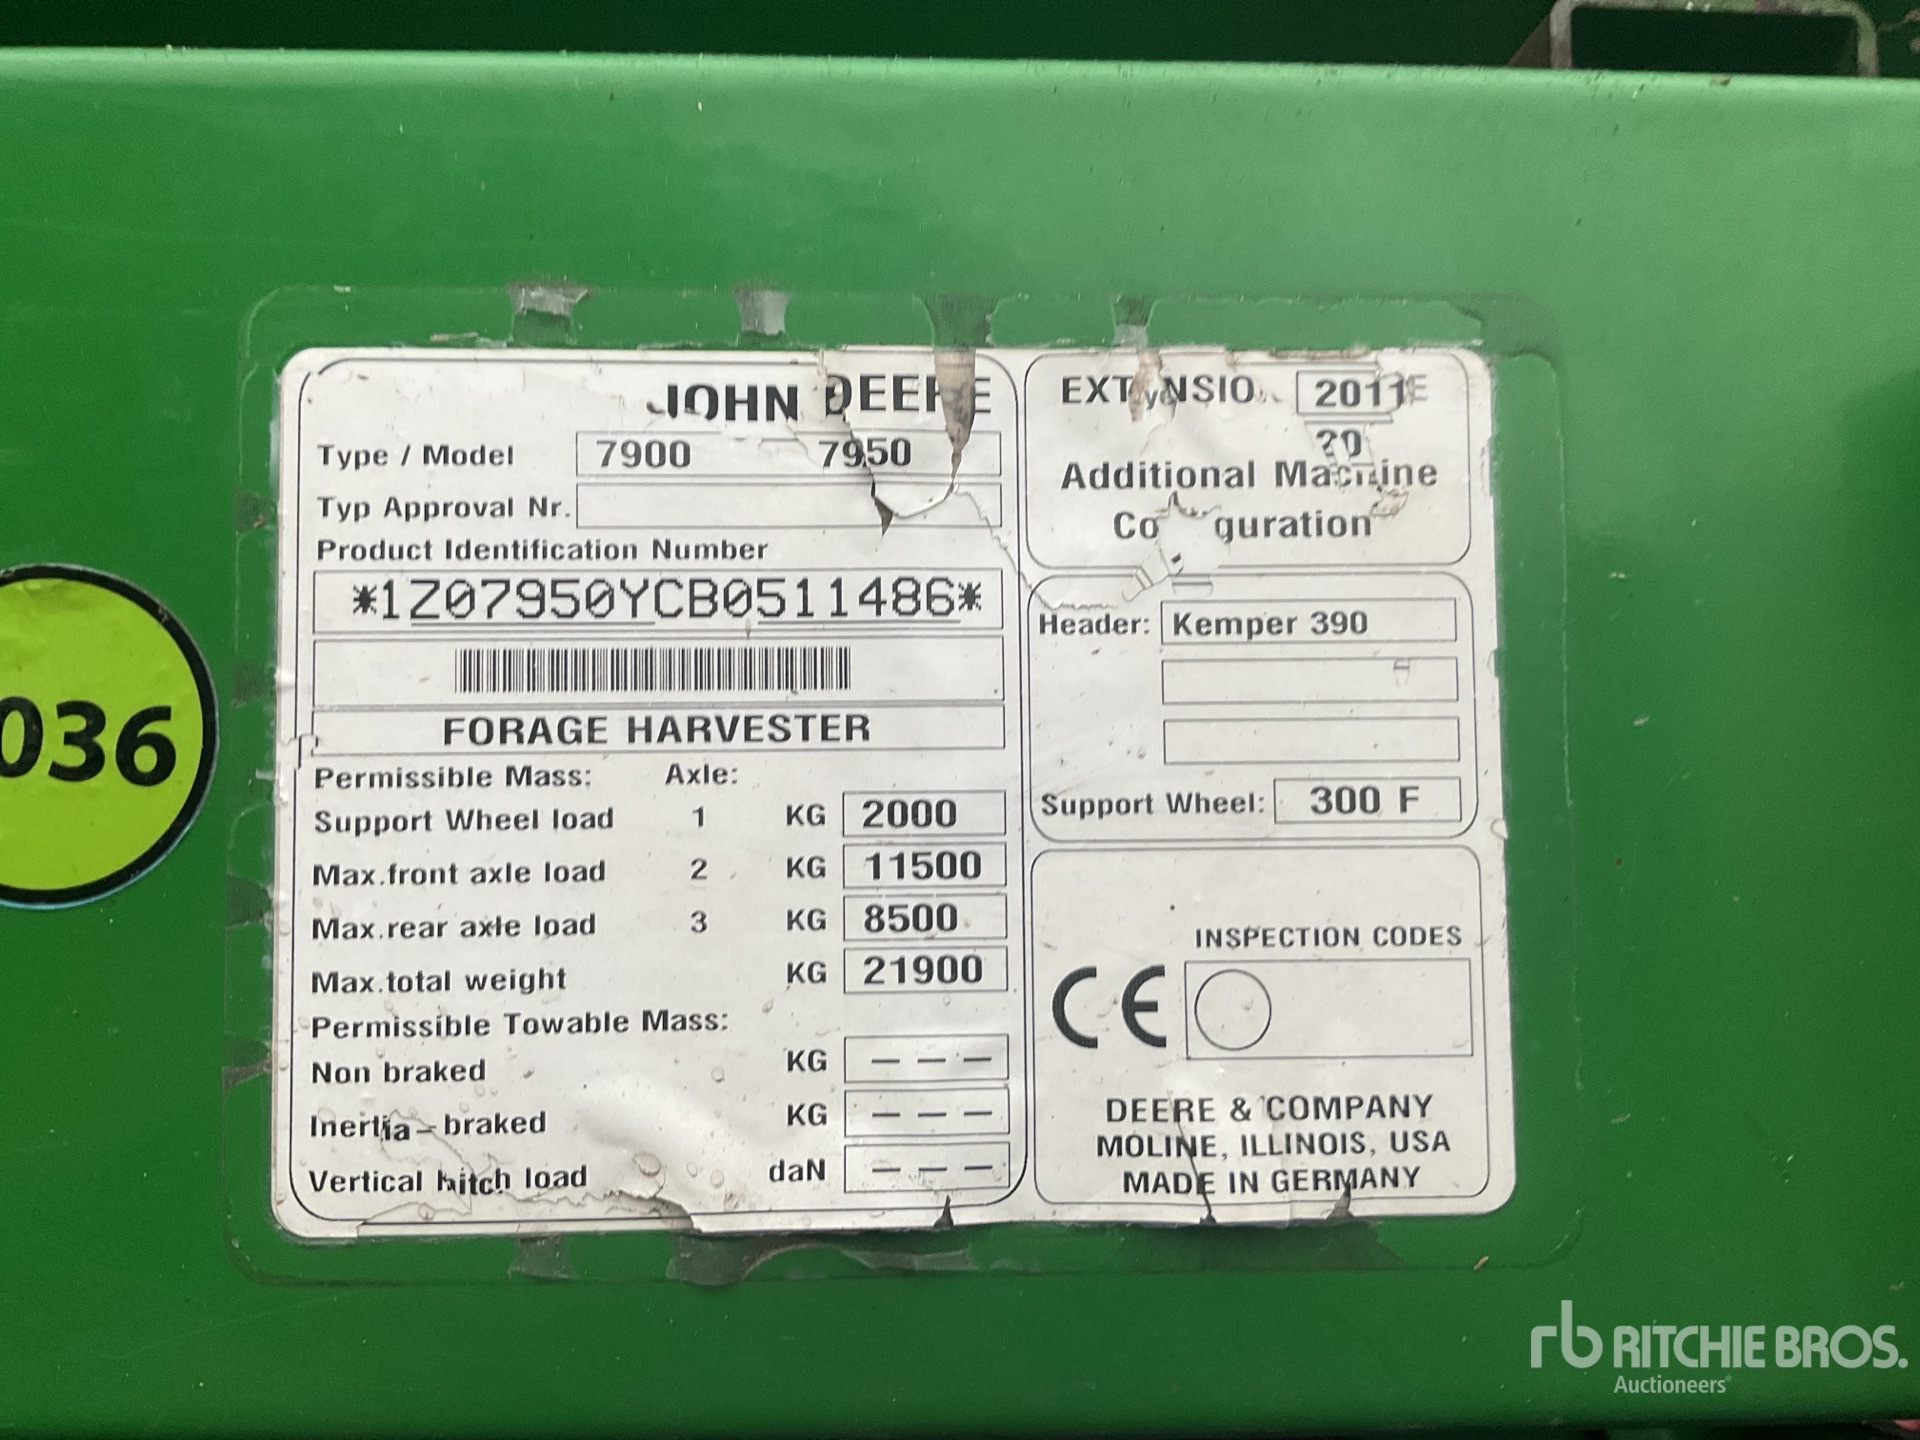 JOHN DEERE
Type / Model 7900 7950
Typ Approval Nr.
Product Identification Number
*1Z07950YCB0511486*
FORAGE HARVESTER
Permissible Mass: Axle:
Support Wheel load 1 KG 2000
Max.front axle load 2 KG 11500
Max.rear axle load 3 KG 8500
Max.total weight KG 21900
Permissible Towable Mass:
Non braked KG – – –
Inertia–braked KG – – –
Vertical hitch load daN – – –
2011
20
Additional Machine
guration
Header: Kemper 390
Support Wheel: 300 F
INSPECTION CODES
CE
DEERE & COMPANY
MOLINE, ILLINOIS, USA
MADE IN GERMANY
036
rb RITCHIE BROS.
Auctioneers